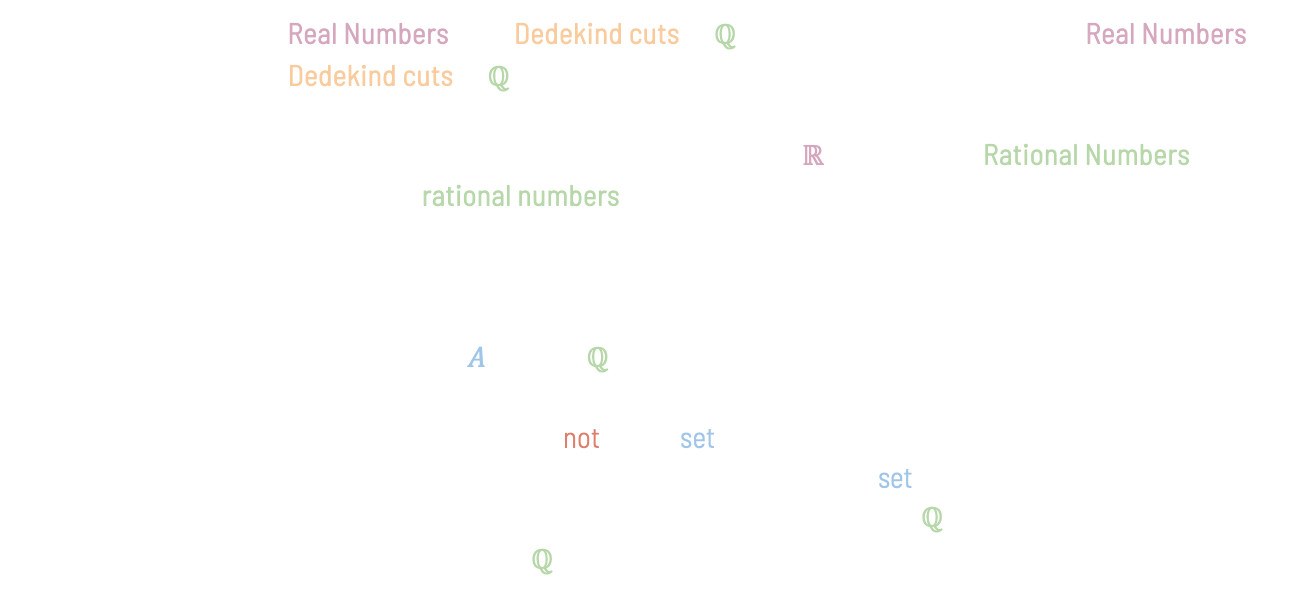 Real Numbers Dedekind cuts ℚ Real Numbers
Dedekind cuts ℚ
ℝ Rational Numbers
rational numbers
A ℚ
not set
set
ℚ
ℚ